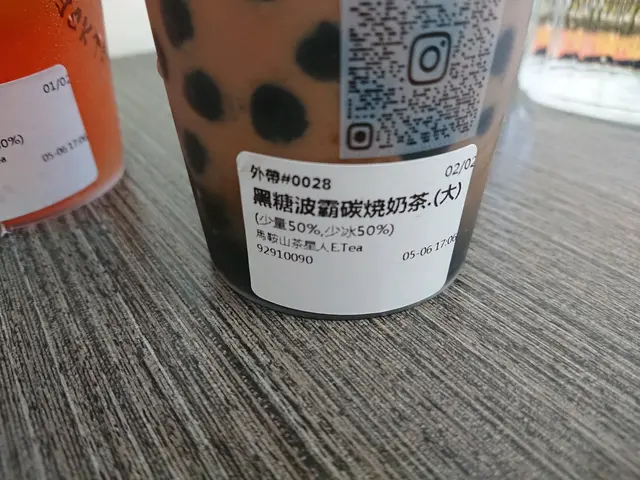 01/02
0%)
05-06 17:06
外帶#0028
02/02
黑糖波霸碳燒奶茶.(大)
(少量50%,少冰50%)
馬鞍山茶星人E.Tea
92910090
05-06 17:06